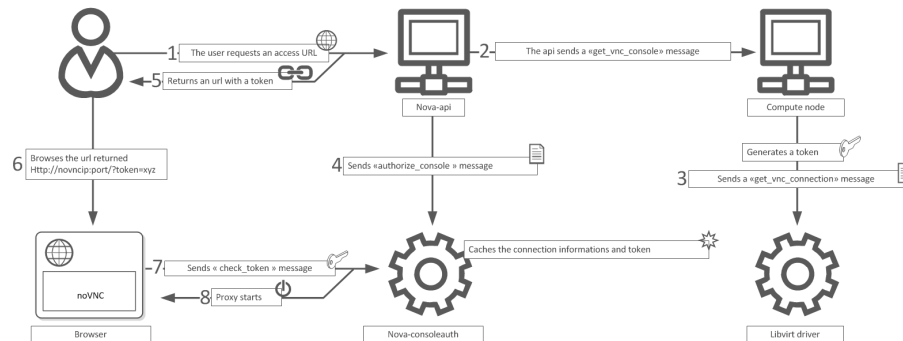 1
The user requests an access URL
2
The api sends a «get_vnc_console» message
5
Returns an url with a token
Nova-api
Compute node
6
Browses the url returned
Http://novncip:port/?token=xyz
4
Sends «authorize_console » message
Generates a token
3
Sends a «get_vnc_connection» message
Caches the connection informations and token
7
Sends « check_token » message
noVNC
8
Proxy starts
Browser
Nova-consoleauth
Libvirt driver